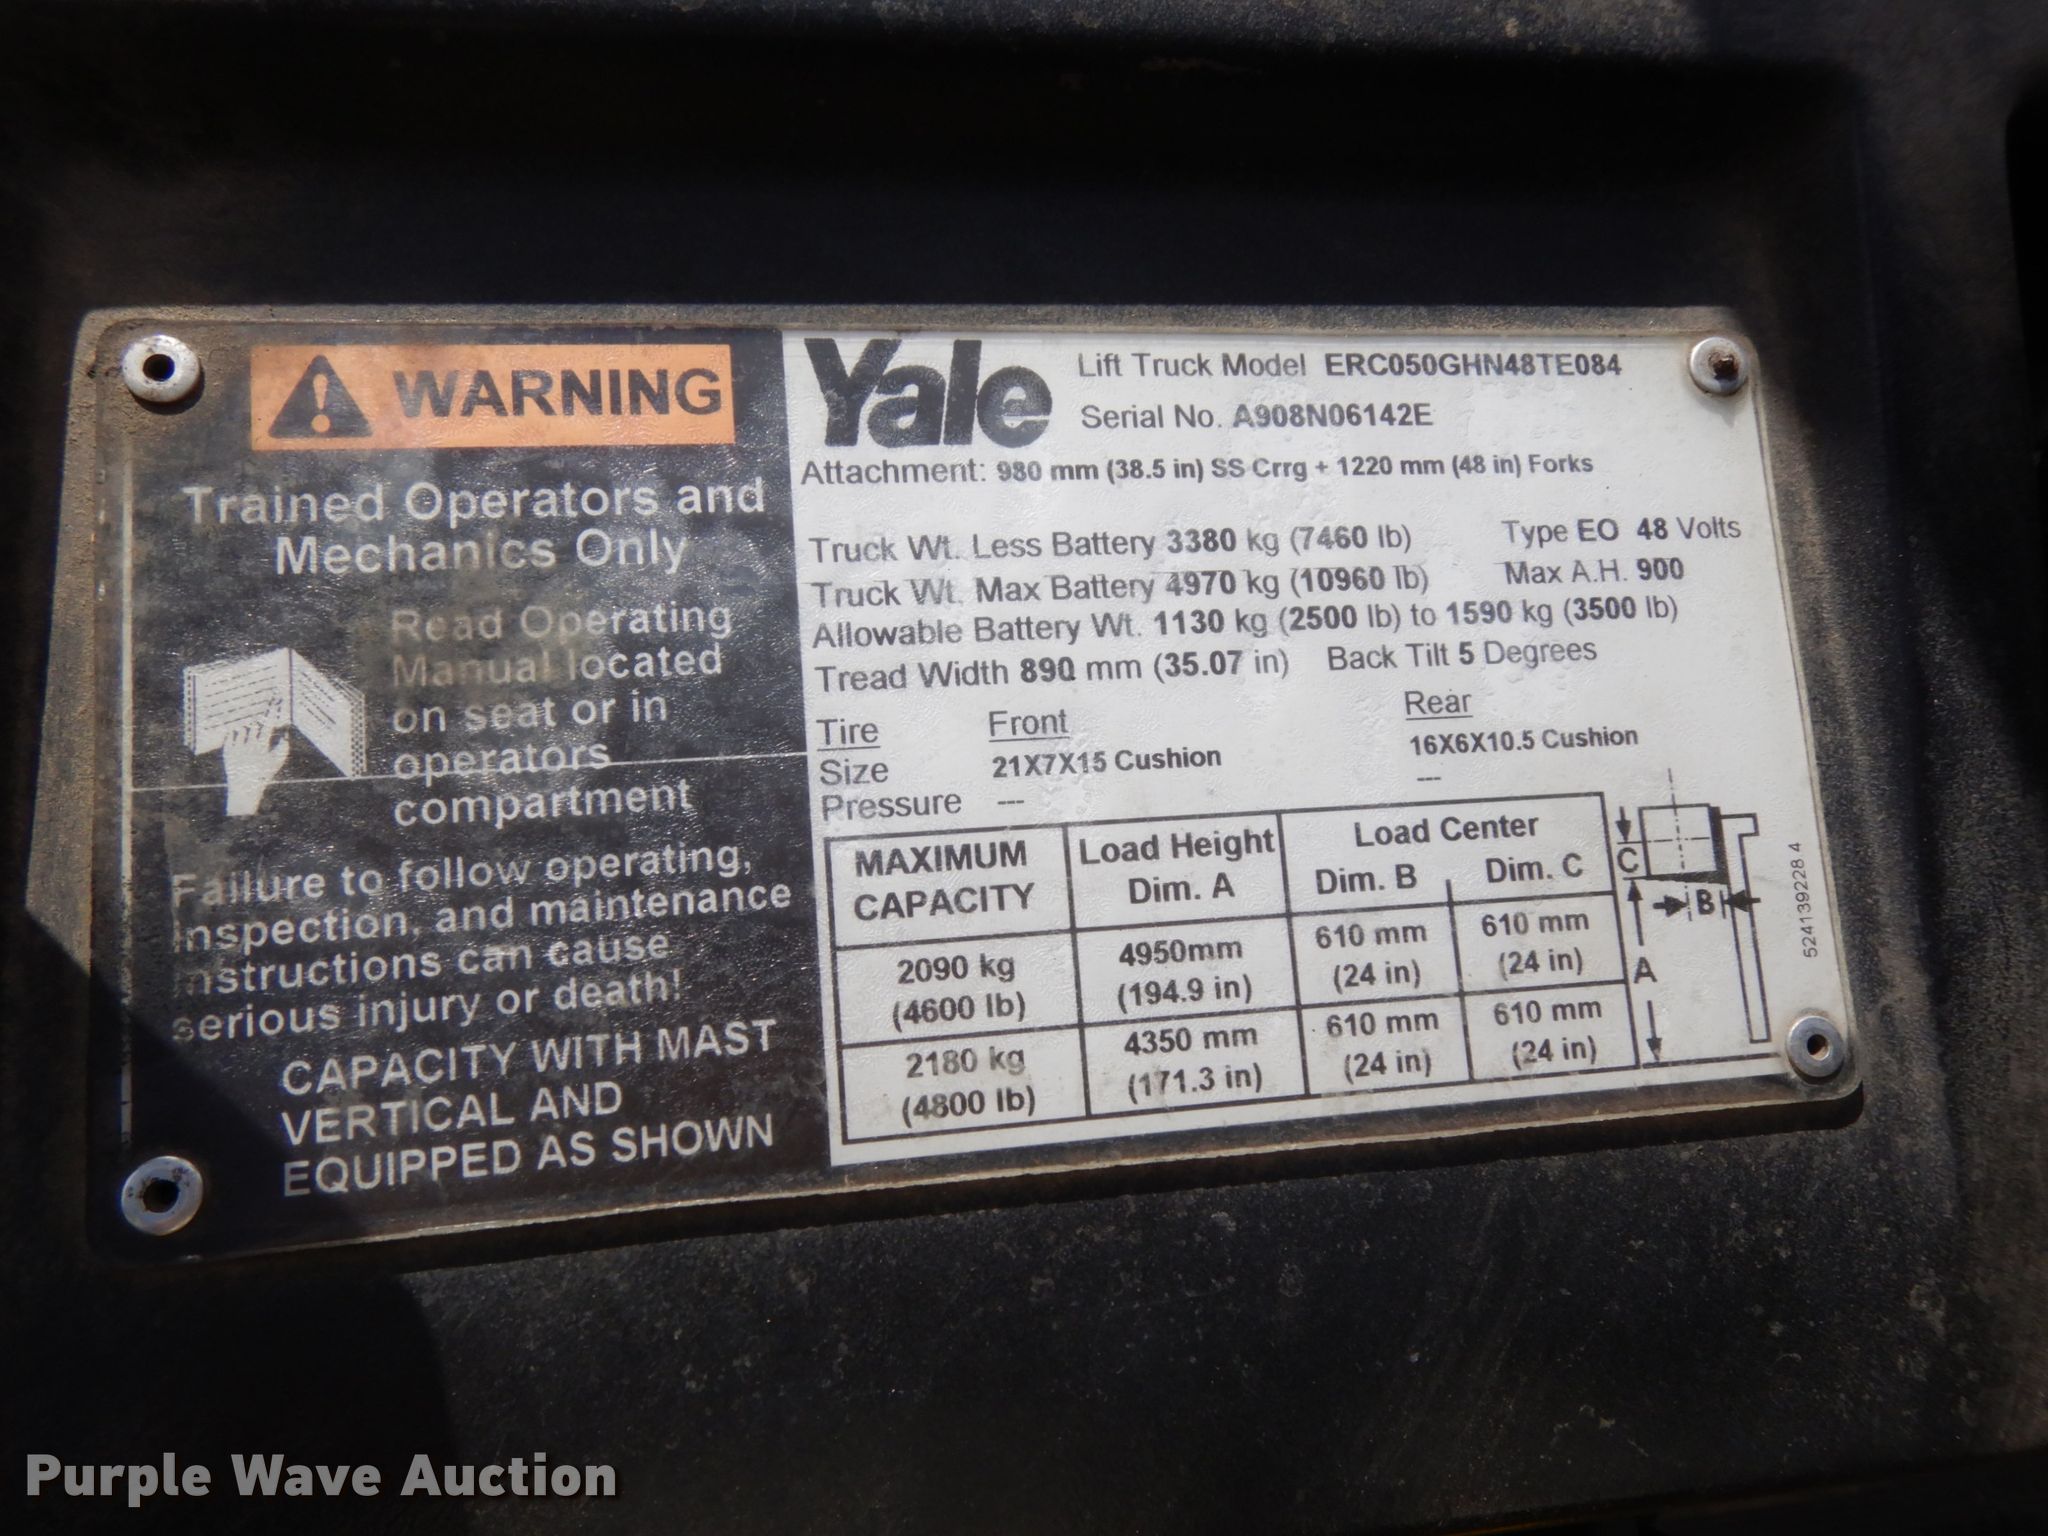 WARNING
Trained Operators and
Mechanics Only
Read Operating
Manual located
on seat or in
operators
compartment
Failure to follow operating,
inspection, and maintenance
instructions can cause
serious injury or death!
CAPACITY WITH MAST
VERTICAL AND
EQUIPPED AS SHOWN
Yale
Lift Truck Model ERC050GHN48TE084
Serial No. A908N06142E
Attachment: 980 mm (38.5 in) SS Crrg + 1220 mm (48 in) Forks
Truck Wt. Less Battery 3380 kg (7460 lb) Type EO 48 Volts
Truck Wt. Max Battery 4970 kg (10960 lb) Max A.H. 900
Allowable Battery Wt. 1130 kg (2500 lb) to 1590 kg (3500 lb)
Tread Width 890 mm (35.07 in) Back Tilt 5 Degrees
Tire Front Rear
Size 21X7X15 Cushion 16X6X10.5 Cushion
Pressure --- ---
MAXIMUM CAPACITY Load Height Dim. A Load Center Dim. B Dim. C
2090 kg 4950mm 610 mm 610 mm
(4600 lb) (194.9 in) (24 in) (24 in)
2180 kg 4350 mm 610 mm 610 mm
(4800 lb) (171.3 in) (24 in) (24 in)
C
B
A
524139228 4
Purple Wave Auction